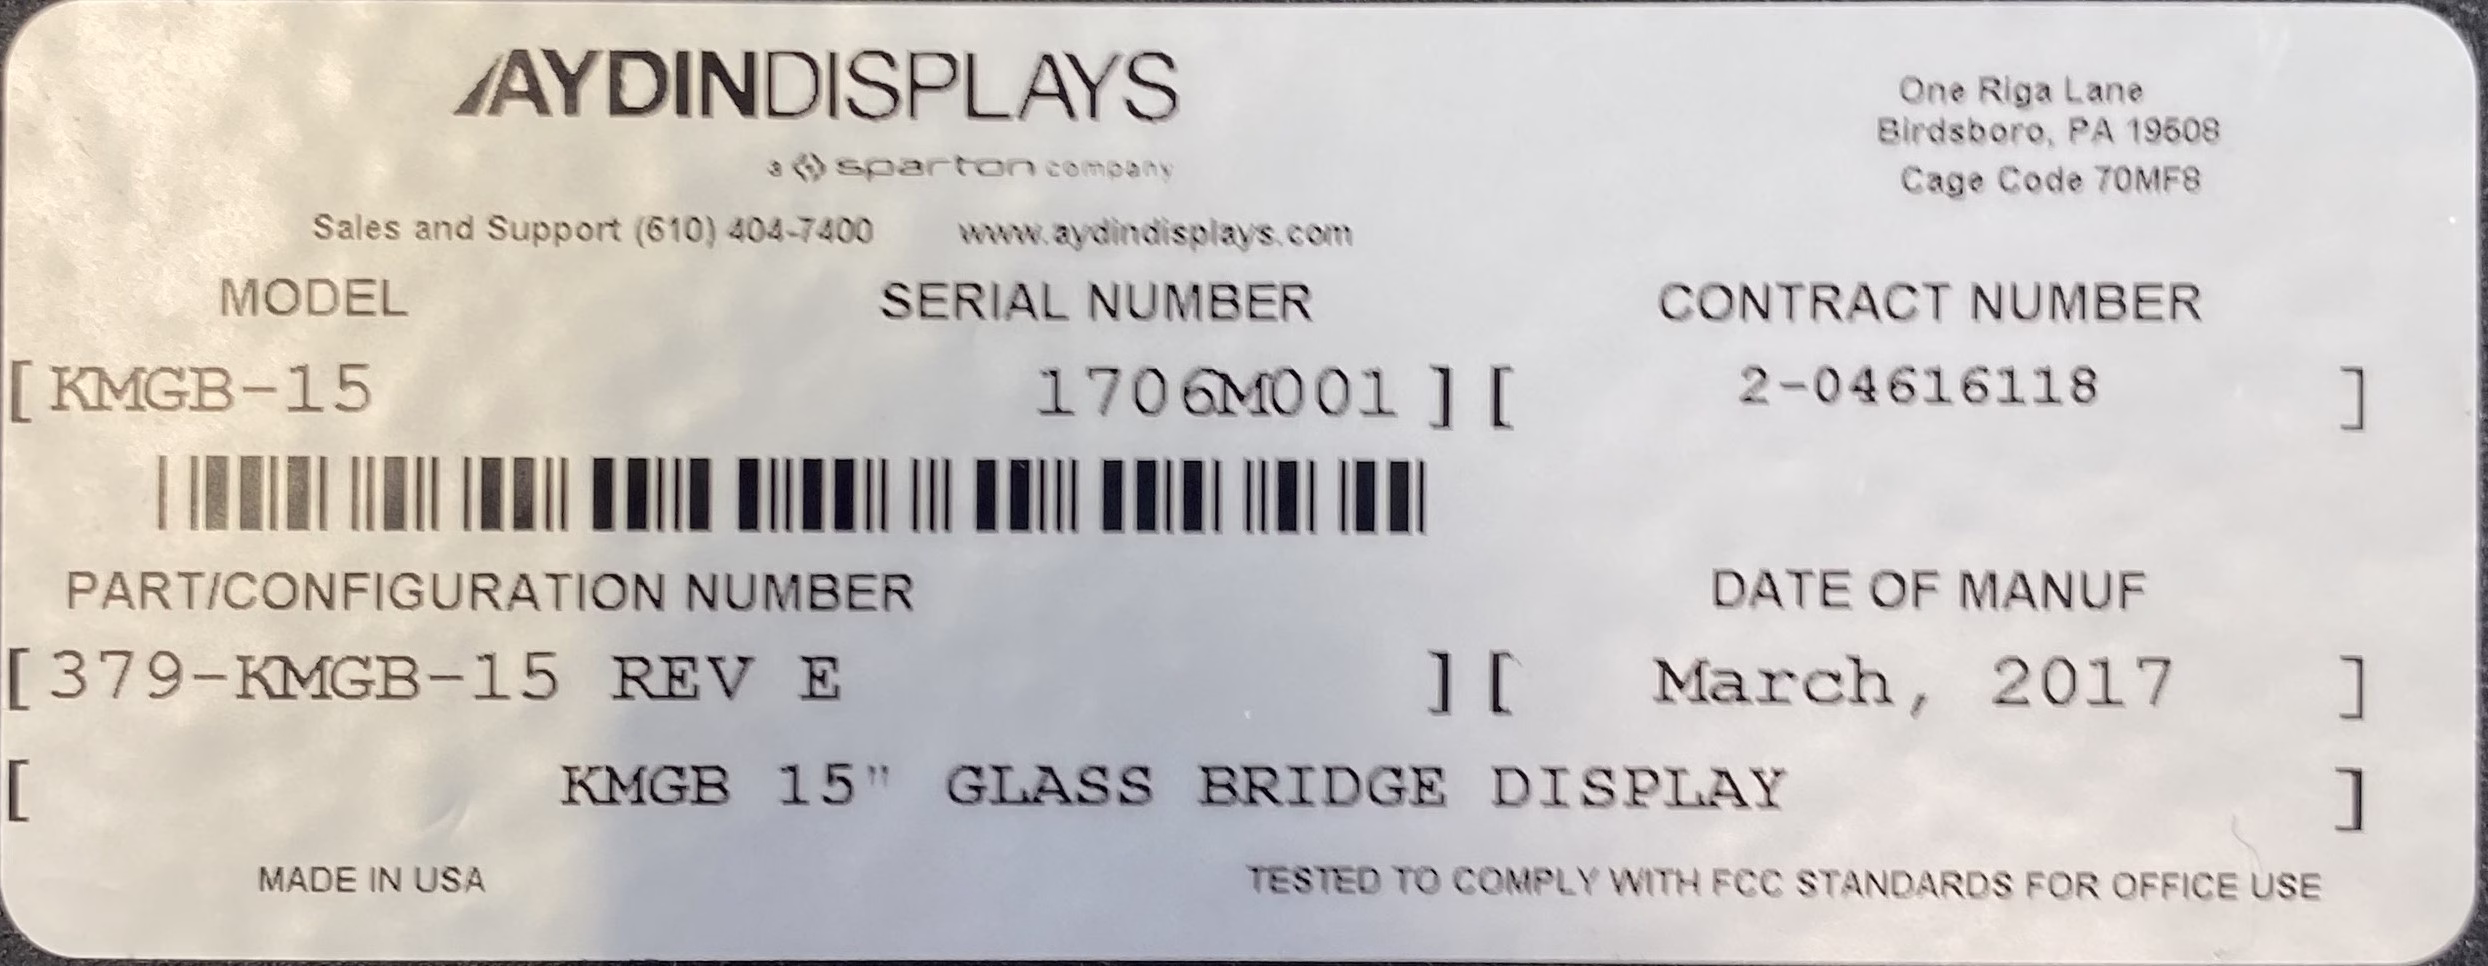 AYDINDISPLAYS
a sparton company
One Riga Lane
Birdsboro, PA 19508
Cage Code 70MF8
Sales and Support (610) 404-7400 www.aydindisplays.com
MODEL SERIAL NUMBER CONTRACT NUMBER
[ KMGB-15 1706M001 ] [ 2-04616118 ]
PART/CONFIGURATION NUMBER DATE OF MANUF
[ 379-KMGB-15 REV E ] [ March, 2017 ]
[ KMGB 15" GLASS BRIDGE DISPLAY ]
MADE IN USA TESTED TO COMPLY WITH FCC STANDARDS FOR OFFICE USE